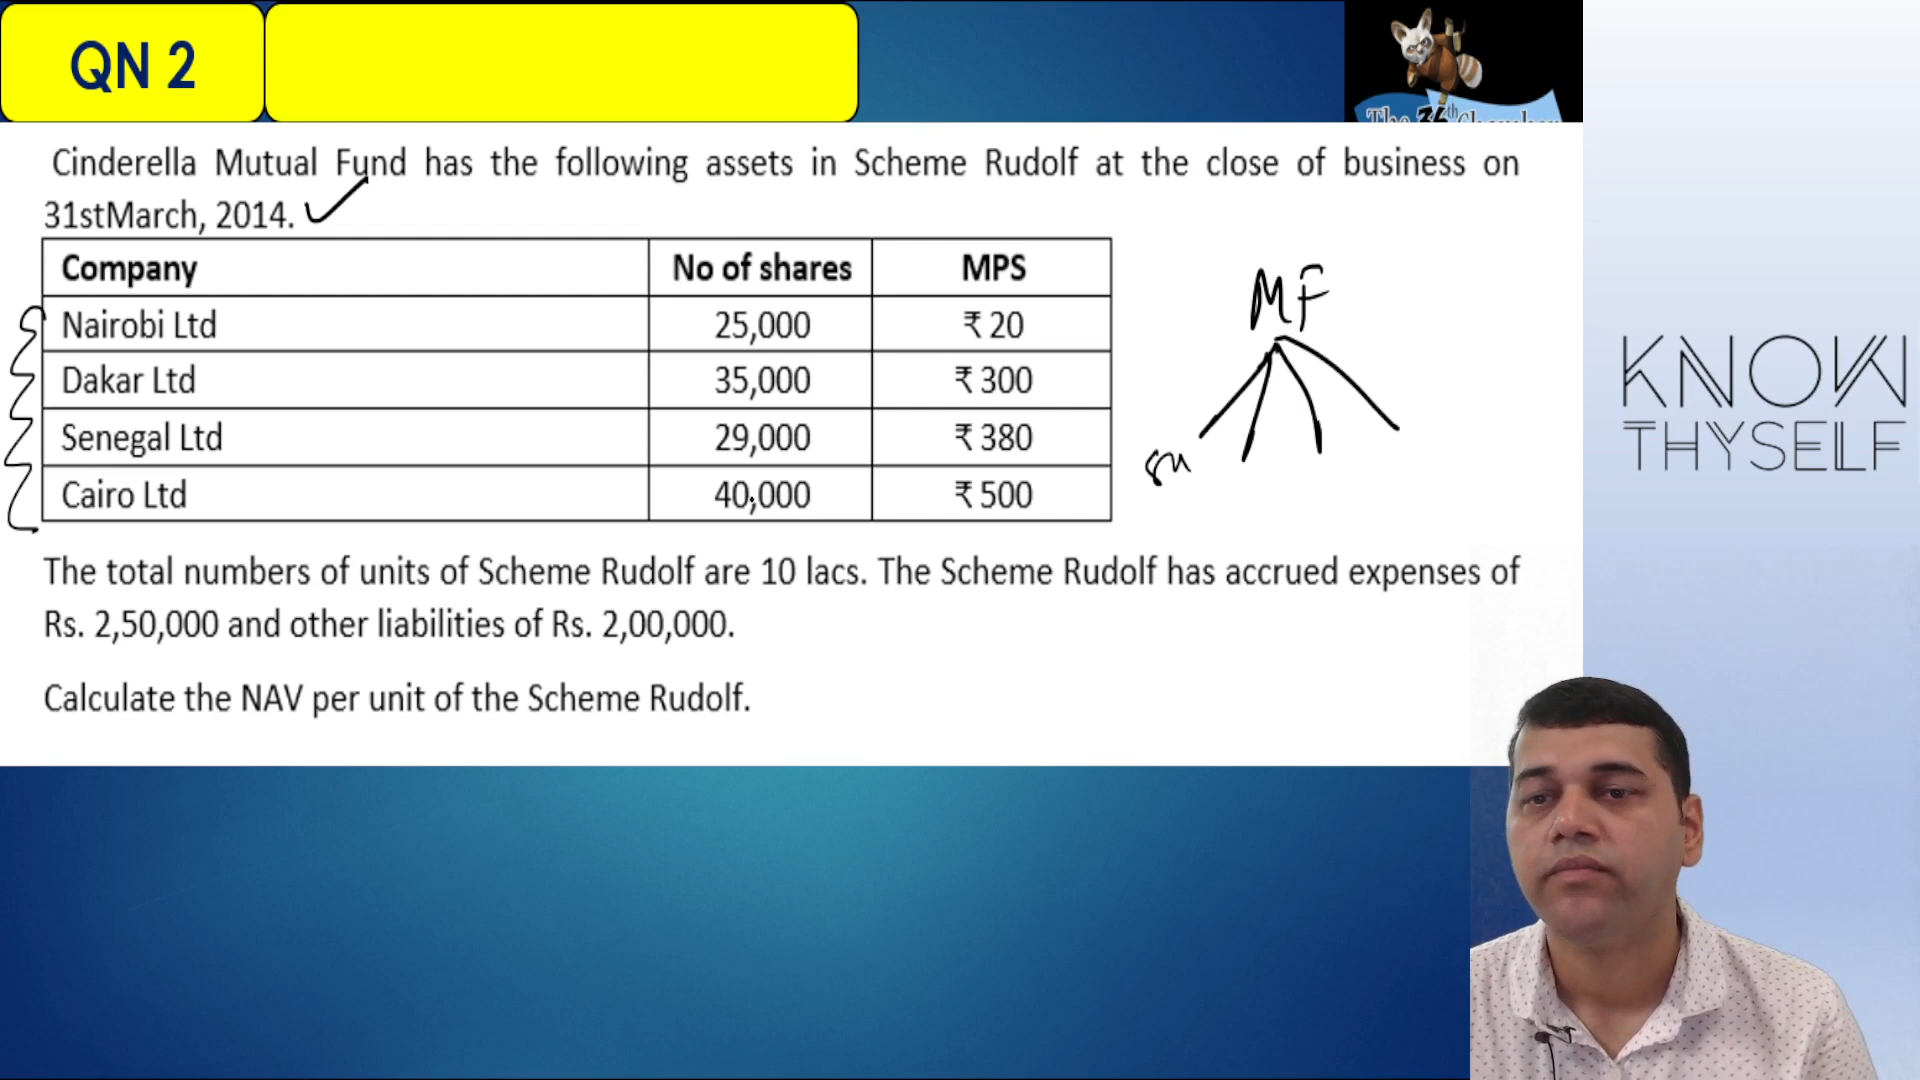 QN 2
The 36th Chamber
Cinderella Mutual Fund has the following assets in Scheme Rudolf at the close of business on
31stMarch, 2014.
Company No of shares MPS
Nairobi Ltd 25,000 ₹ 20
Dakar Ltd 35,000 ₹ 300
Senegal Ltd 29,000 ₹ 380
Cairo Ltd 40,000 ₹ 500
MF
The total numbers of units of Scheme Rudolf are 10 lacs. The Scheme Rudolf has accrued expenses of
Rs. 2,50,000 and other liabilities of Rs. 2,00,000.
Calculate the NAV per unit of the Scheme Rudolf.
KNOW
THYSELF